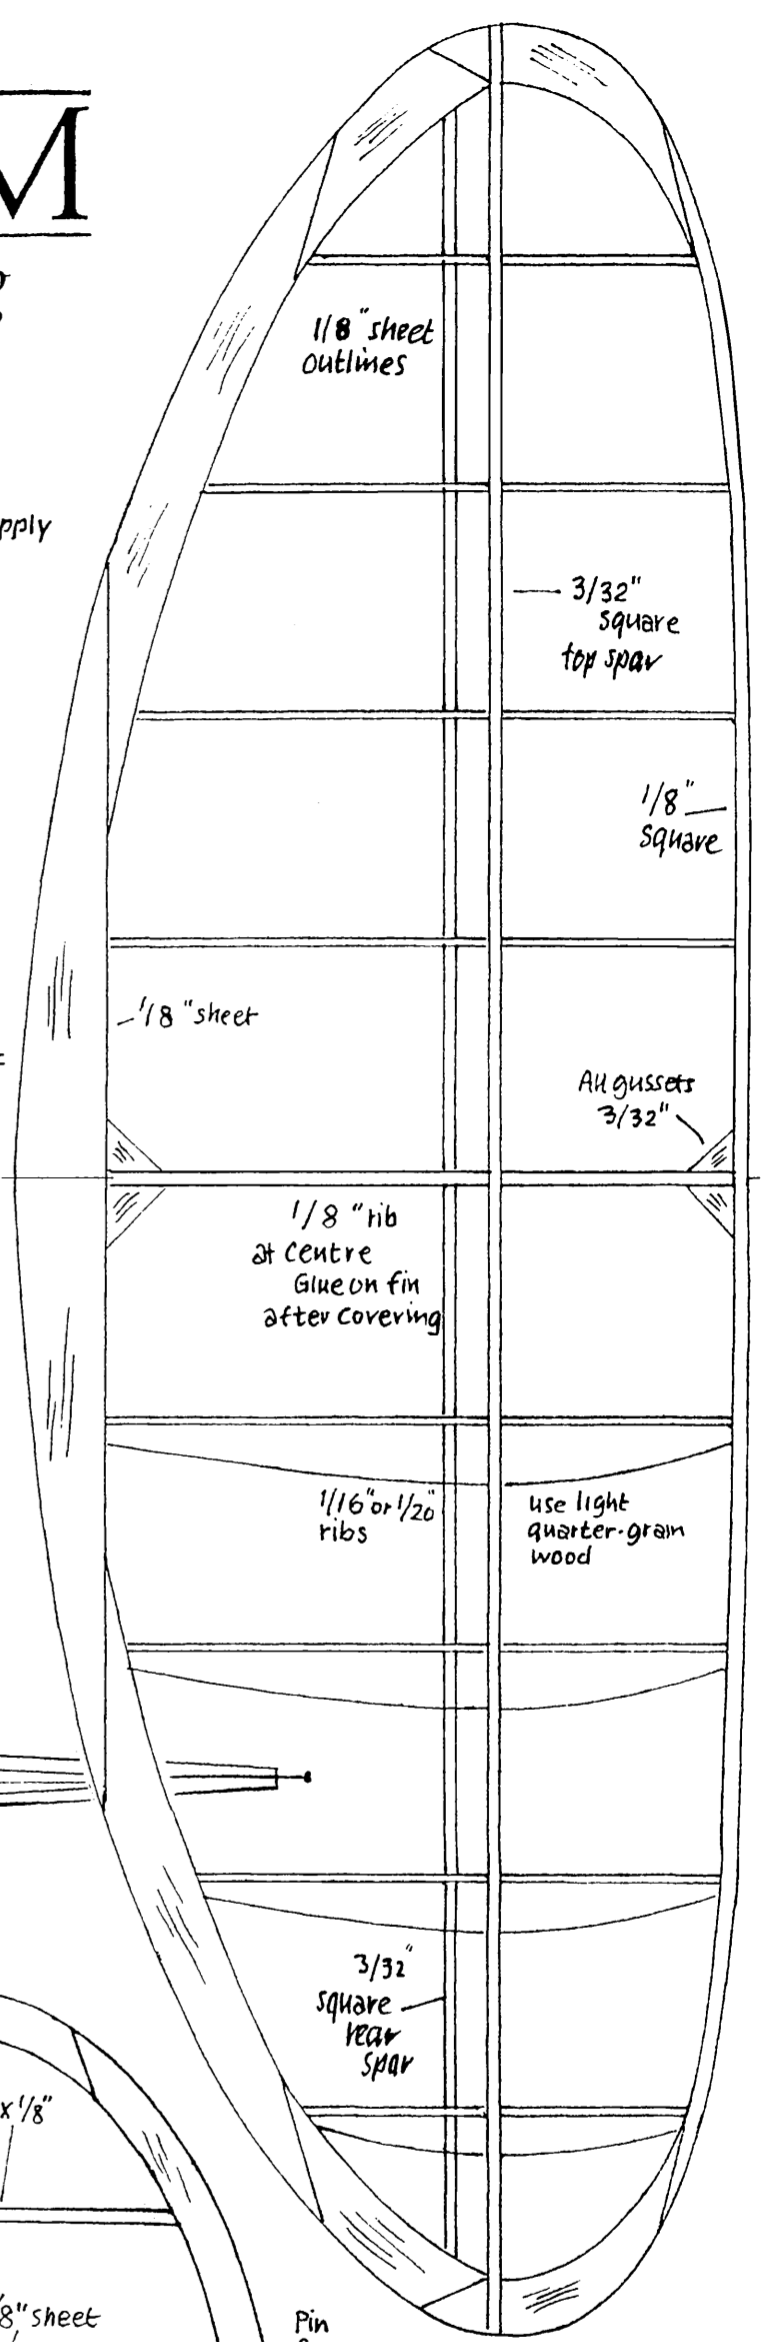 M
pply
1/8" sheet
outlines
3/32"
square
top spar
1/8"
square
1/8" sheet
All gussets
3/32"
1/8" rib
at centre
Glue on fin
after covering
1/16" or 1/20"
ribs
use light
quarter-grain
wood
3/32"
square
rear
spar
x 1/8"
8" sheet
Pin